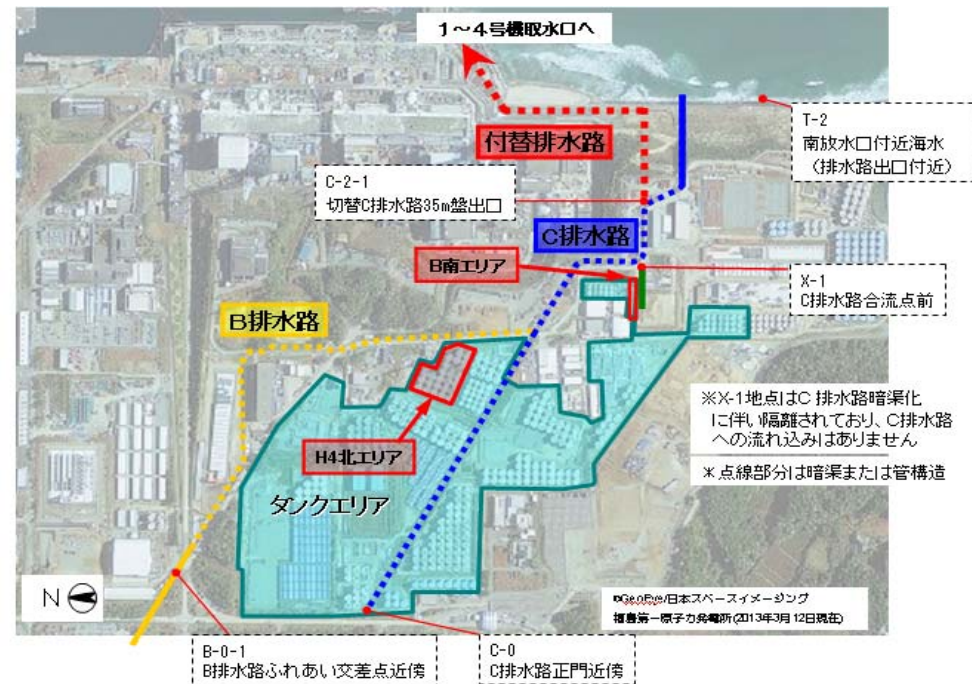 1～4号機取水口へ
付替排水路
T-2
南放水口付近海水
（排水路出口付近）
C-2-1
切替C排水路35m盤出口
C排水路
B南エリア
X-1
C排水路合流点前
B排水路
※X-1地点はC排水路暗渠化
に伴い隔離されており、C排水路
への流れ込みはありません
H4北エリア
＊点線部分は暗渠または管構造
タンクエリア
N
©GeoEye/日本スペースイメージング
福島第一原子力発電所(2013年3月12日現在)
B-0-1
B排水路ふれあい交差点近傍
C-0
C排水路正門近傍